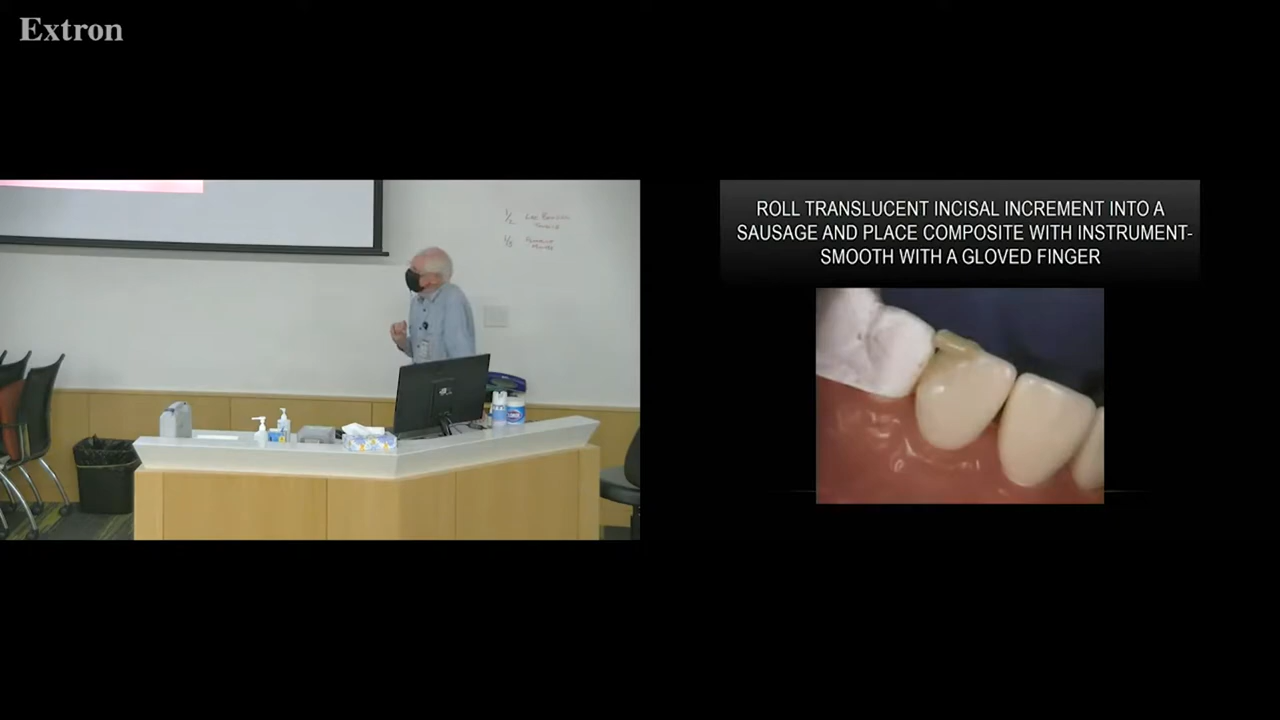 Extron
ROLL TRANSLUCENT INCISAL INCREMENT INTO A
SAUSAGE AND PLACE COMPOSITE WITH INSTRUMENT-
SMOOTH WITH A GLOVED FINGER